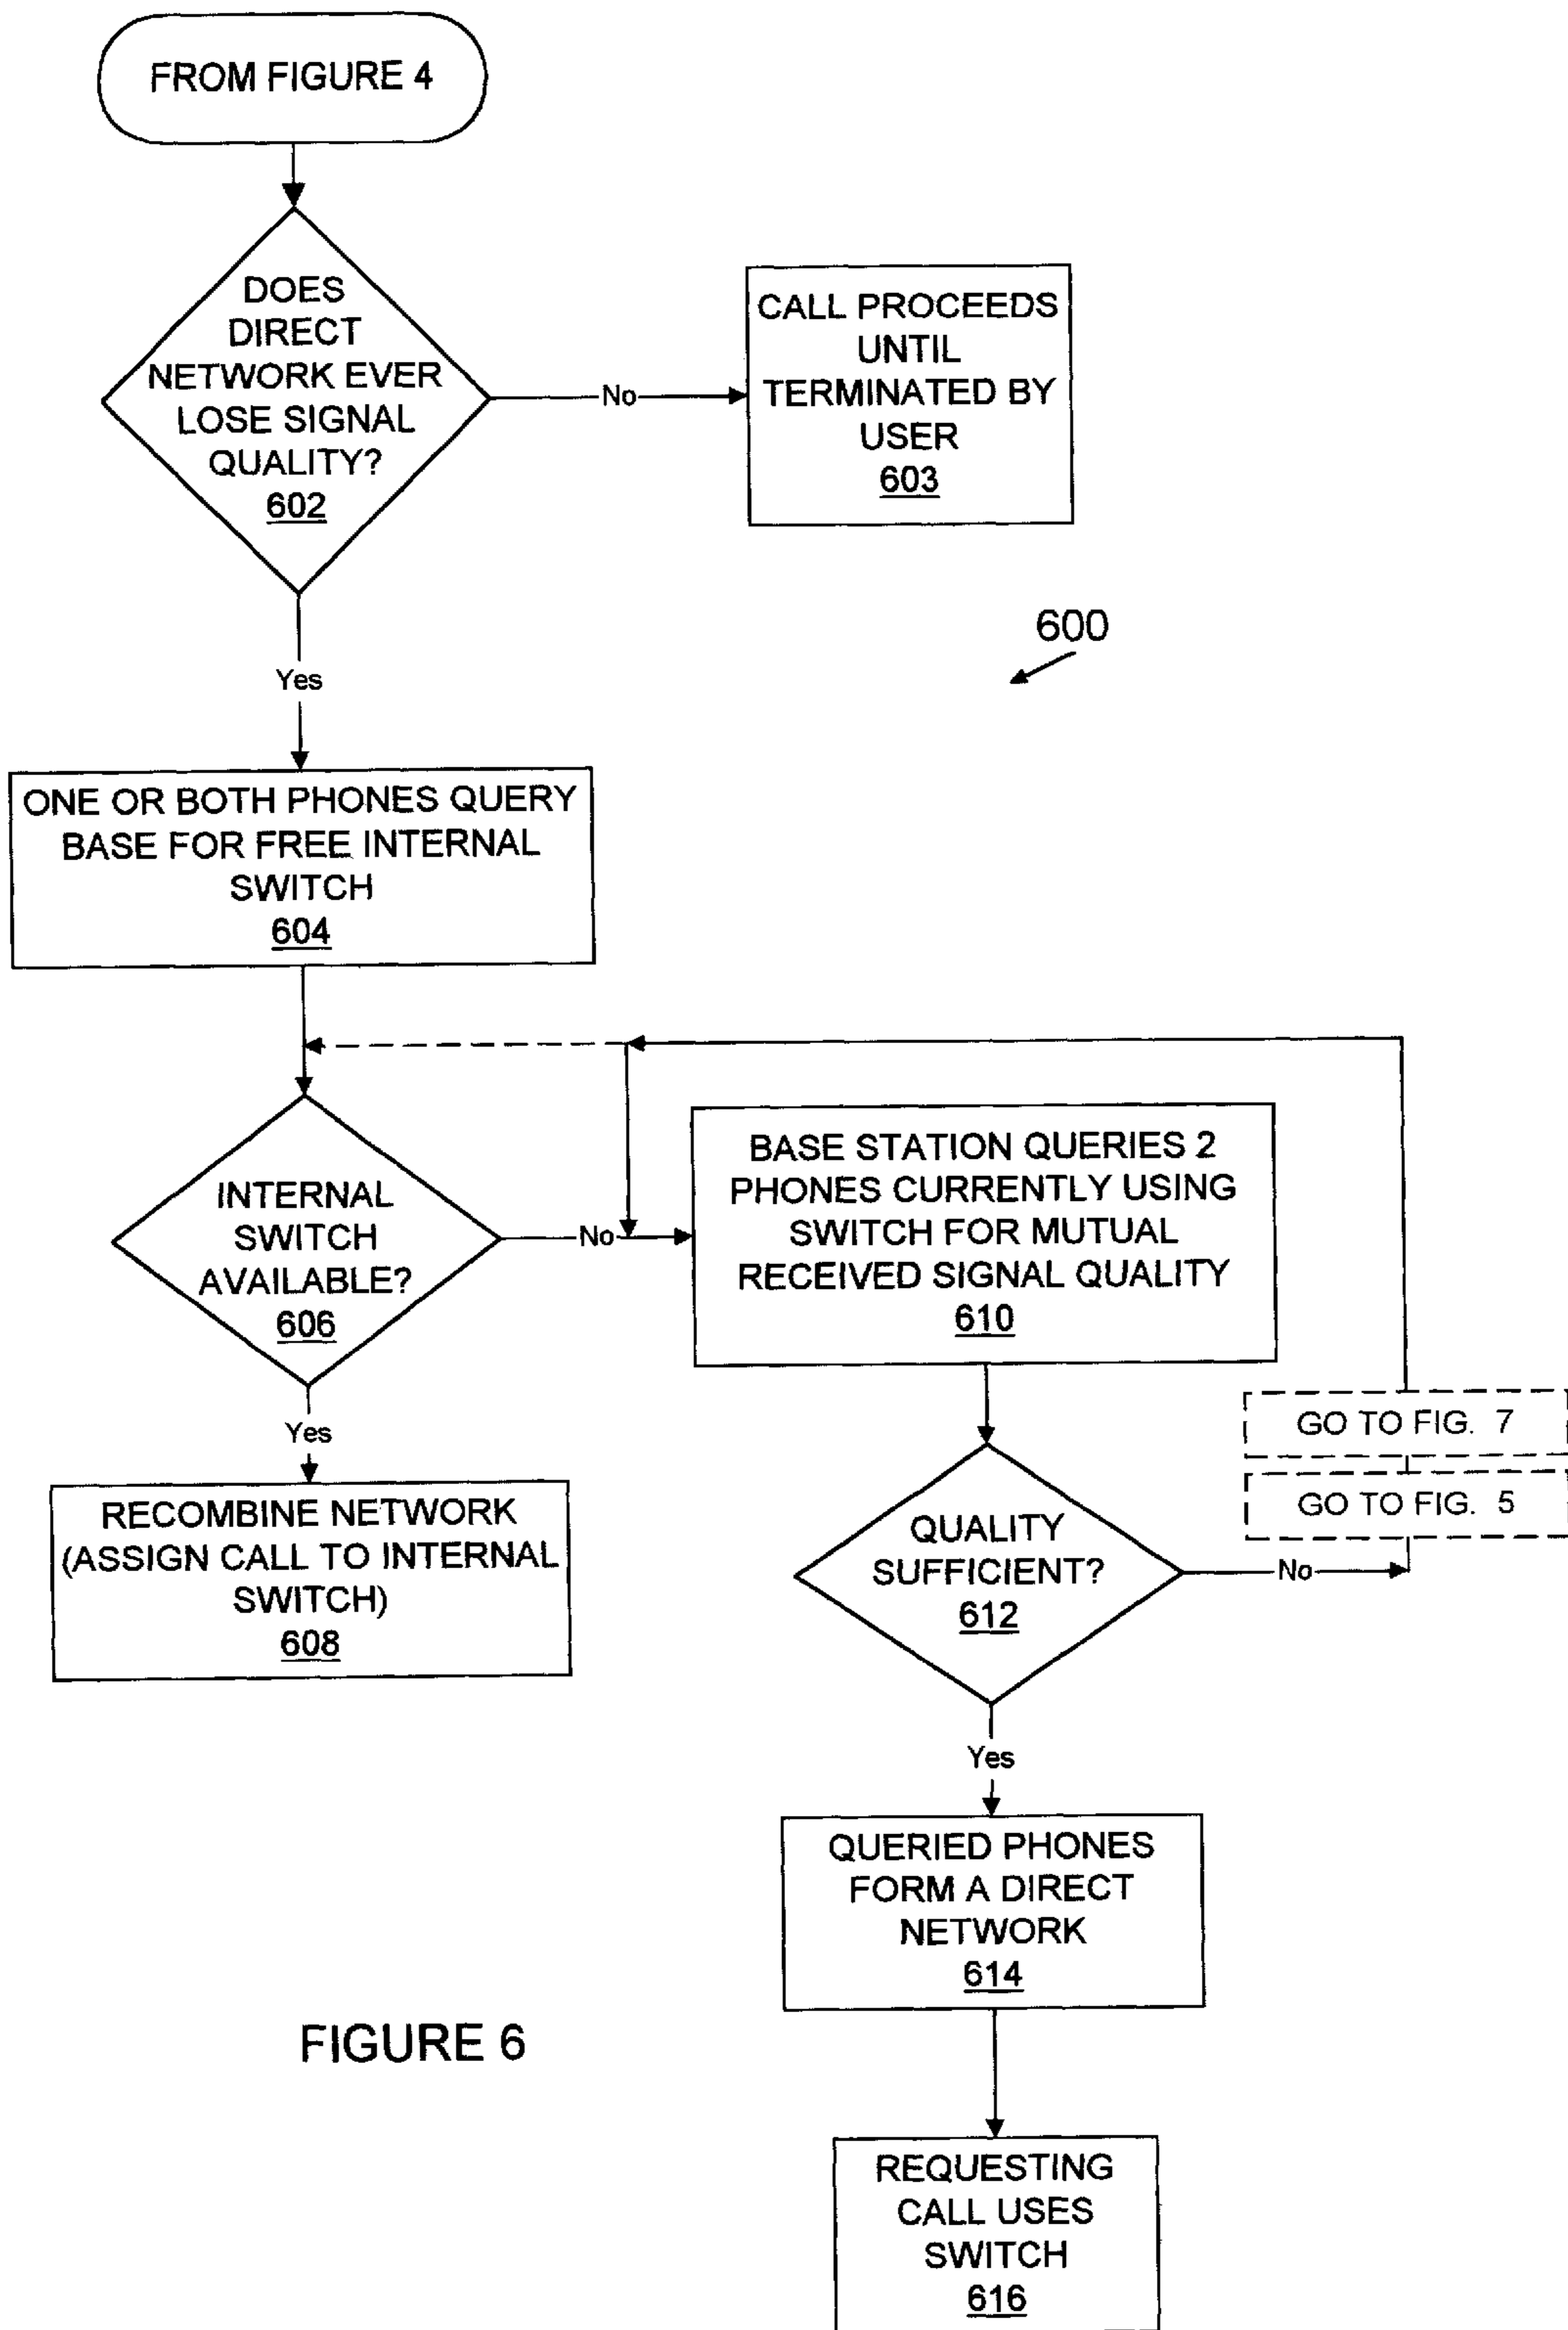 FROM FIGURE 4
DOES
DIRECT
NETWORK EVER
LOSE SIGNAL
QUALITY?
602
No
CALL PROCEEDS
UNTIL
TERMINATED BY
USER
603
600
Yes
ONE OR BOTH PHONES QUERY
BASE FOR FREE INTERNAL
SWITCH
604
INTERNAL
SWITCH
AVAILABLE?
606
No
BASE STATION QUERIES 2
PHONES CURRENTLY USING
SWITCH FOR MUTUAL
RECEIVED SIGNAL QUALITY
610
Yes
RECOMBINE NETWORK
(ASSIGN CALL TO INTERNAL
SWITCH)
608
GO TO FIG. 7
GO TO FIG. 5
QUALITY
SUFFICIENT?
612
No
Yes
QUERIED PHONES
FORM A DIRECT
NETWORK
614
FIGURE 6
REQUESTING
CALL USES
SWITCH
616